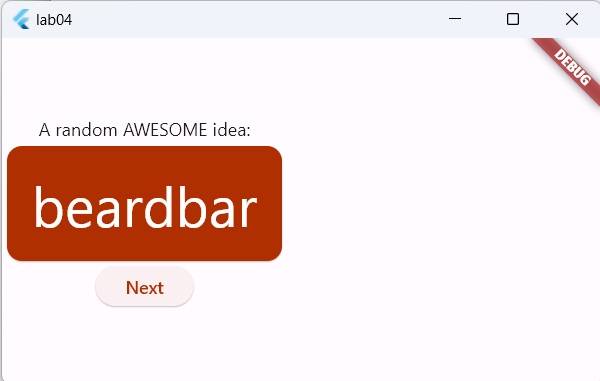 lab04
DEBUG
A random AWESOME idea:
beardbar
Next